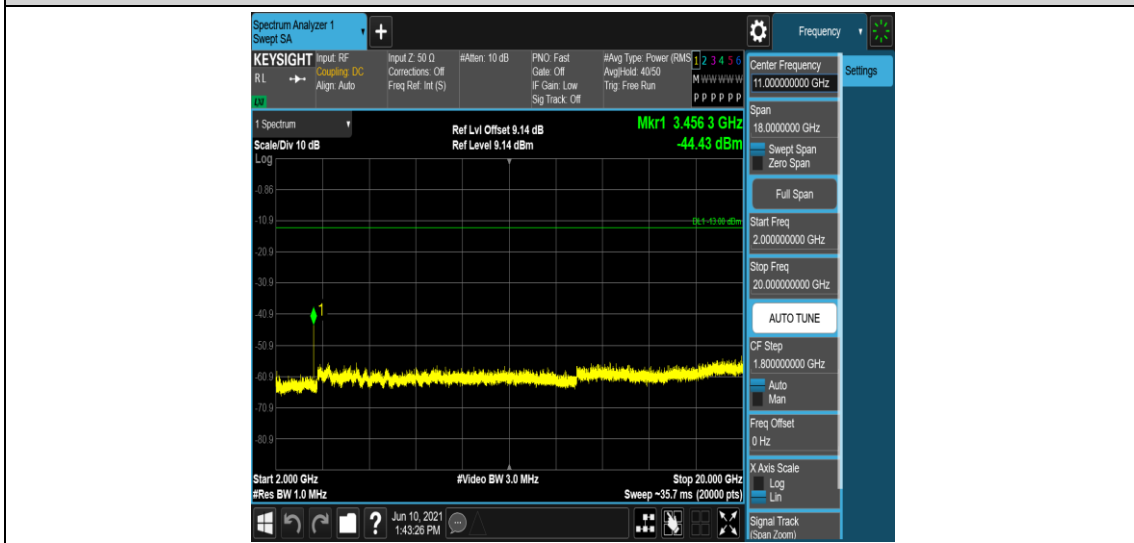 Spectrum Analyzer 1
Swept SA
+
Frequency
KEYSIGHT
Input: RF
Input Z: 50 Ω
#Atten: 10 dB
PNO: Fast
#Avg Type: Power (RMS
1 2 3 4 5 6
RL
Coupling: DC
Corrections: Off
Gate: Off
Avg|Hold: 40/50
M W W W W W
Align: Auto
Freq Ref: Int (S)
IF Gain: Low
Trig: Free Run
Sig Track: Off
P P P P P P
1 Spectrum
Scale/Div 10 dB
Ref Lvl Offset 9.14 dB
Ref Level 9.14 dBm
Mkr1 3.456 3 GHz
-44.43 dBm
Log
-0.86
-10.9
DL1 -13.00 dBm
-20.9
-30.9
-40.9
1
-50.9
-60.9
-70.9
-80.9
Start 2.000 GHz
#Video BW 3.0 MHz
Stop 20.000 GHz
#Res BW 1.0 MHz
Sweep ~35.7 ms (20000 pts)
Jun 10, 2021
1:43:26 PM
?
Center Frequency
11.000000000 GHz
Settings
Span
18.0000000 GHz
Swept Span
Zero Span
Full Span
Start Freq
2.000000000 GHz
Stop Freq
20.000000000 GHz
AUTO TUNE
CF Step
1.800000000 GHz
Auto
Man
Freq Offset
0 Hz
X Axis Scale
Log
Lin
Signal Track
(Span Zoom)